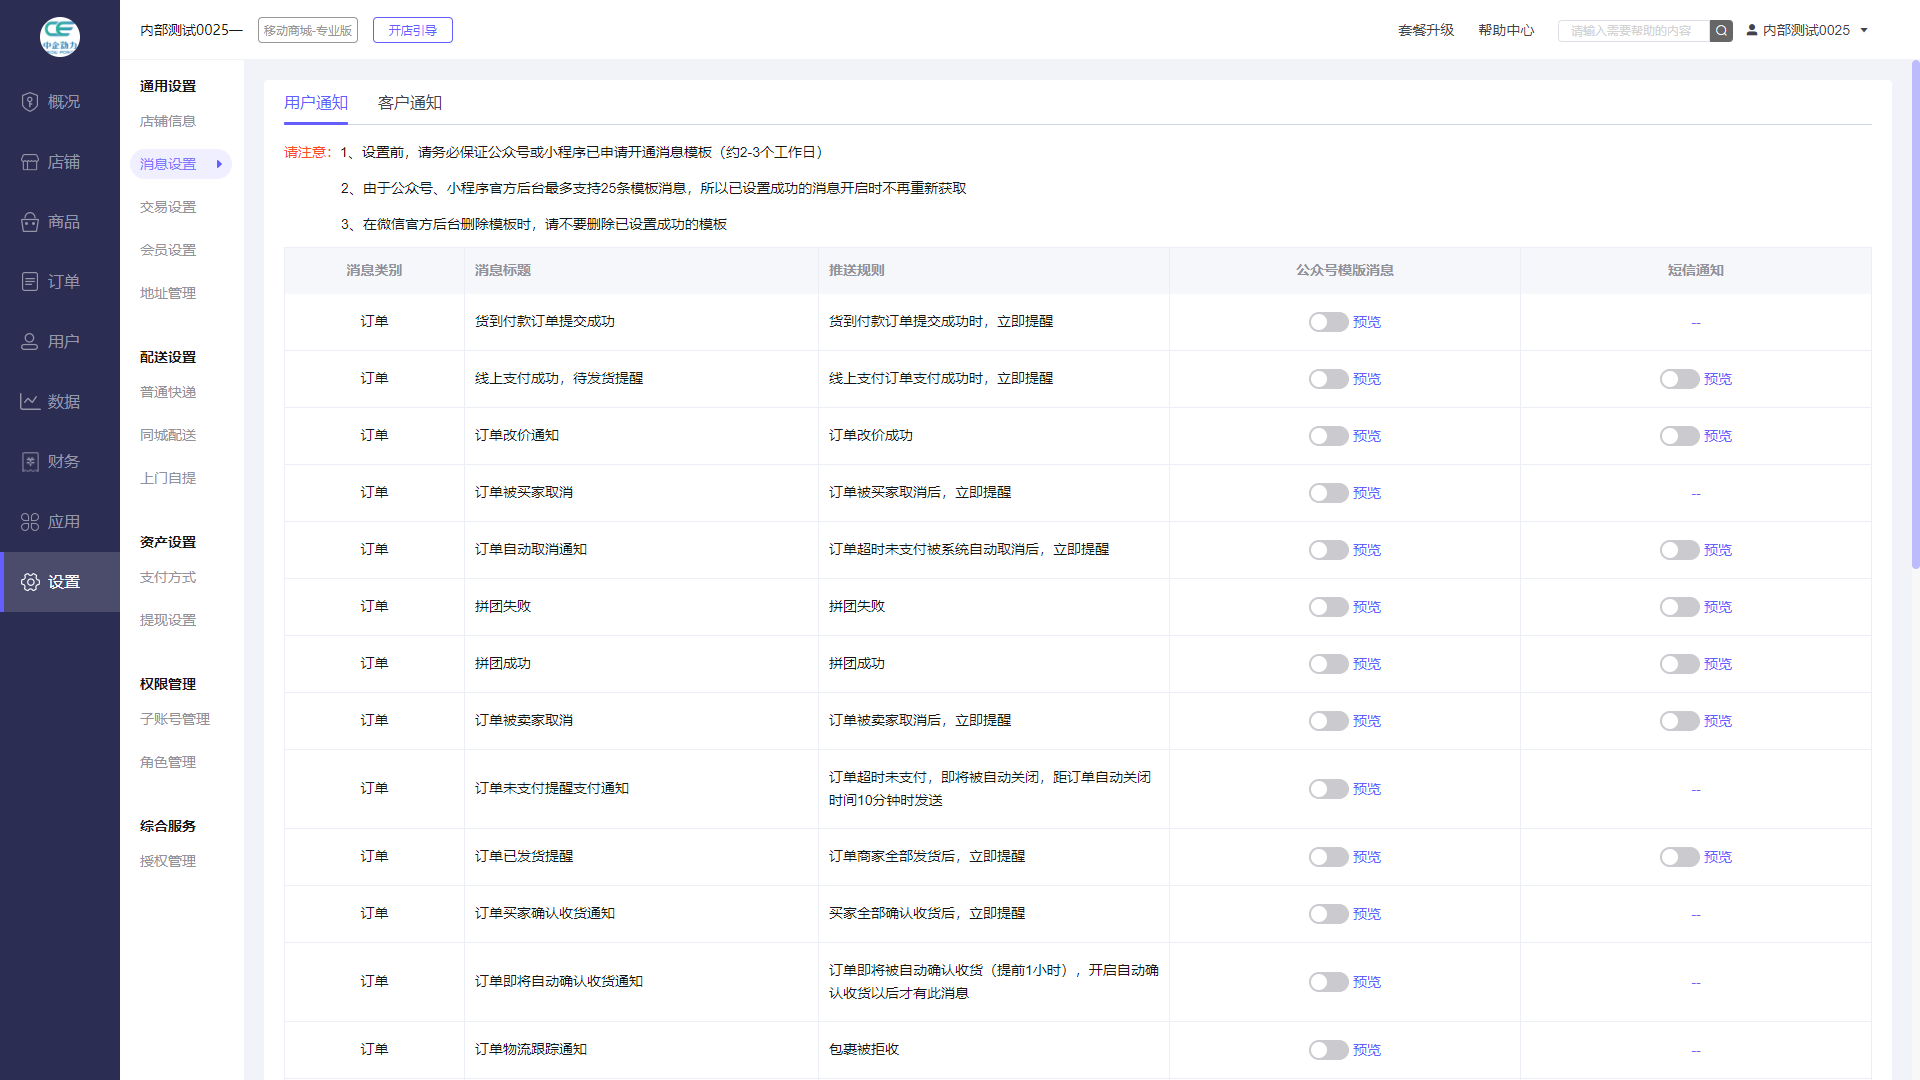 内部测试0025—
移动商城-专业版
开店引导
套餐升级
帮助中心
请输入需要帮助的内容
内部测试0025
中企动力
概况
店铺
商品
订单
用户
数据
财务
应用
设置
通用设置
店铺信息
消息设置
交易设置
会员设置
地址管理
配送设置
普通快递
同城配送
上门自提
资产设置
支付方式
提现设置
权限管理
子账号管理
角色管理
综合服务
授权管理
用户通知 客户通知
请注意：1、设置前，请务必保证公众号或小程序已申请开通消息模板（约2-3个工作日）
2、由于公众号、小程序官方后台最多支持25条模板消息，所以已设置成功的消息开启时不再重新获取
3、在微信官方后台删除模板时，请不要删除已设置成功的模板
消息类别 消息标题 推送规则 公众号模版消息 短信通知
订单 货到付款订单提交成功 货到付款订单提交成功时，立即提醒 预览 --
订单 线上支付成功，待发货提醒 线上支付订单支付成功时，立即提醒 预览 预览
订单 订单改价通知 订单改价成功 预览 预览
订单 订单被买家取消 订单被买家取消后，立即提醒 预览 --
订单 订单自动取消通知 订单超时未支付被系统自动取消后，立即提醒 预览 预览
订单 拼团失败 拼团失败 预览 预览
订单 拼团成功 拼团成功 预览 预览
订单 订单被卖家取消 订单被卖家取消后，立即提醒 预览 预览
订单 订单未支付提醒支付通知 订单超时未支付，即将被自动关闭，距订单自动关闭
时间10分钟时发送 预览 --
订单 订单已发货提醒 订单商家全部发货后，立即提醒 预览 预览
订单 订单买家确认收货通知 买家全部确认收货后，立即提醒 预览 --
订单 订单即将自动确认收货通知 订单即将被自动确认收货（提前1小时），开启自动确
认收货以后才有此消息 预览 --
订单 订单物流跟踪通知 包裹被拒收 预览 --